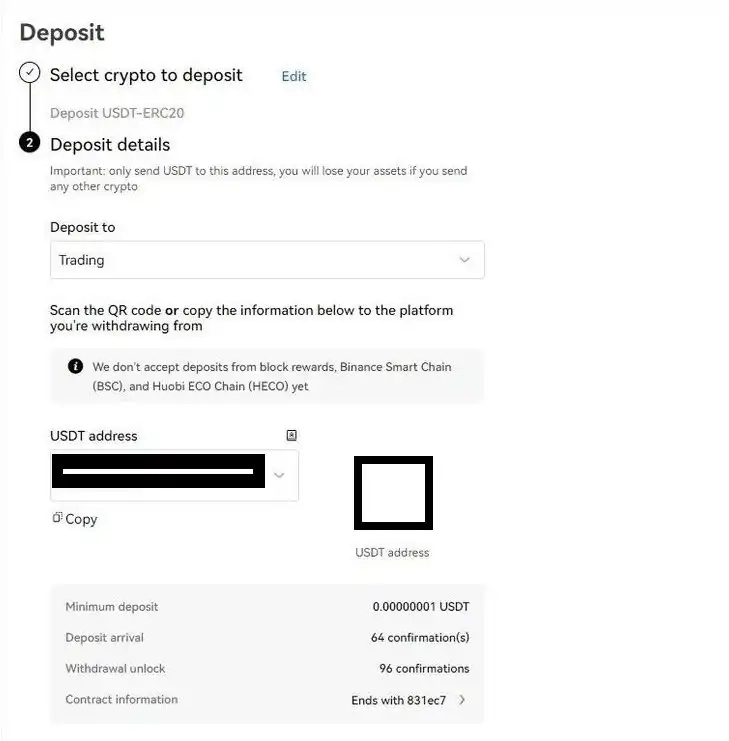 Deposit
Select crypto to deposit Edit
Deposit USDT-ERC20
2 Deposit details
Important: only send USDT to this address, you will lose your assets if you send
any other crypto
Deposit to
Trading
Scan the QR code or copy the information below to the platform
you're withdrawing from
We don't accept deposits from block rewards, Binance Smart Chain
(BSC), and Huobi ECO Chain (HECO) yet
USDT address
Copy
USDT address
Minimum deposit 0.00000001 USDT
Deposit arrival 64 confirmation(s)
Withdrawal unlock 96 confirmations
Contract information Ends with 831ec7